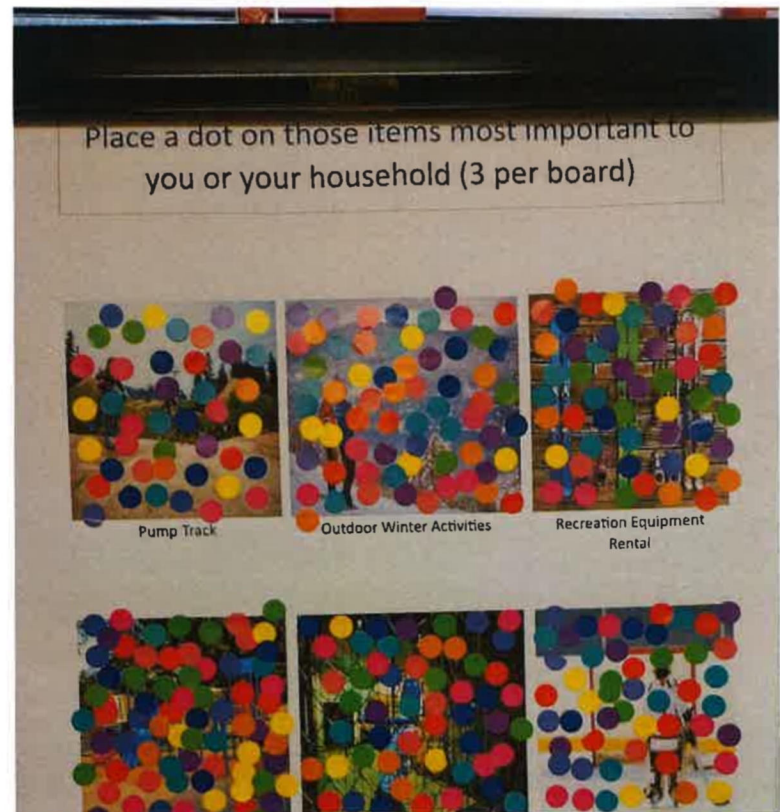 Place a dot on those items most important to
you or your household (3 per board)
Pump Track
Outdoor Winter Activities
Recreation Equipment
Rental